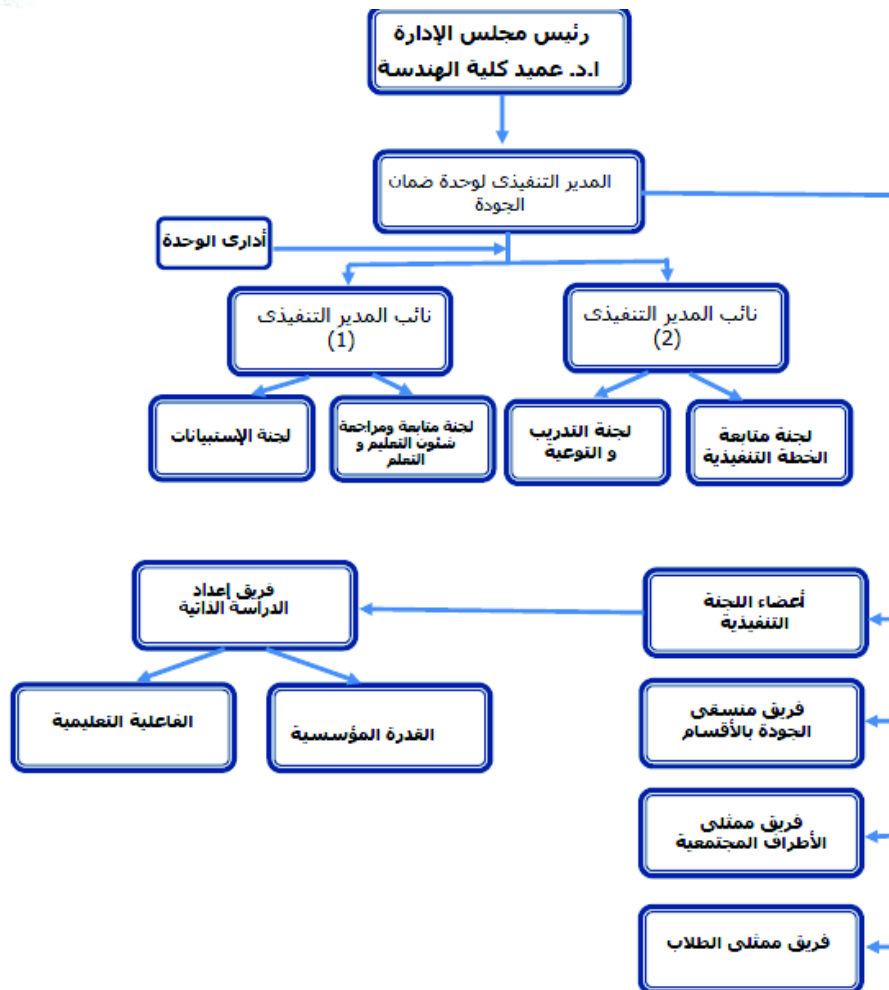 رئيس مجلس الإدارة
ا.د. عميد كلية الهندسة
المدير التنفيذى لوحدة ضمان
الجودة
أدارى الوحدة
نائب المدير التنفيذى
(2)
نائب المدير التنفيذى
(1)
لجنة متابعة
الخطة التنفيذية
لجنة التدريب
و التوعية
لجنة متابعة ومراجعة
شئون التعليم و
التعلم
لجنة الإستبيانات
أعضاء اللجنة
التنفيذية
فريق إعداد
الدراسة الذاتية
القدرة المؤسسية
الفاعلية التعليمية
فريق منسقى
الجودة بالأقسام
فريق ممثلى
الأطراف المجتمعية
فريق ممثلى الطلاب